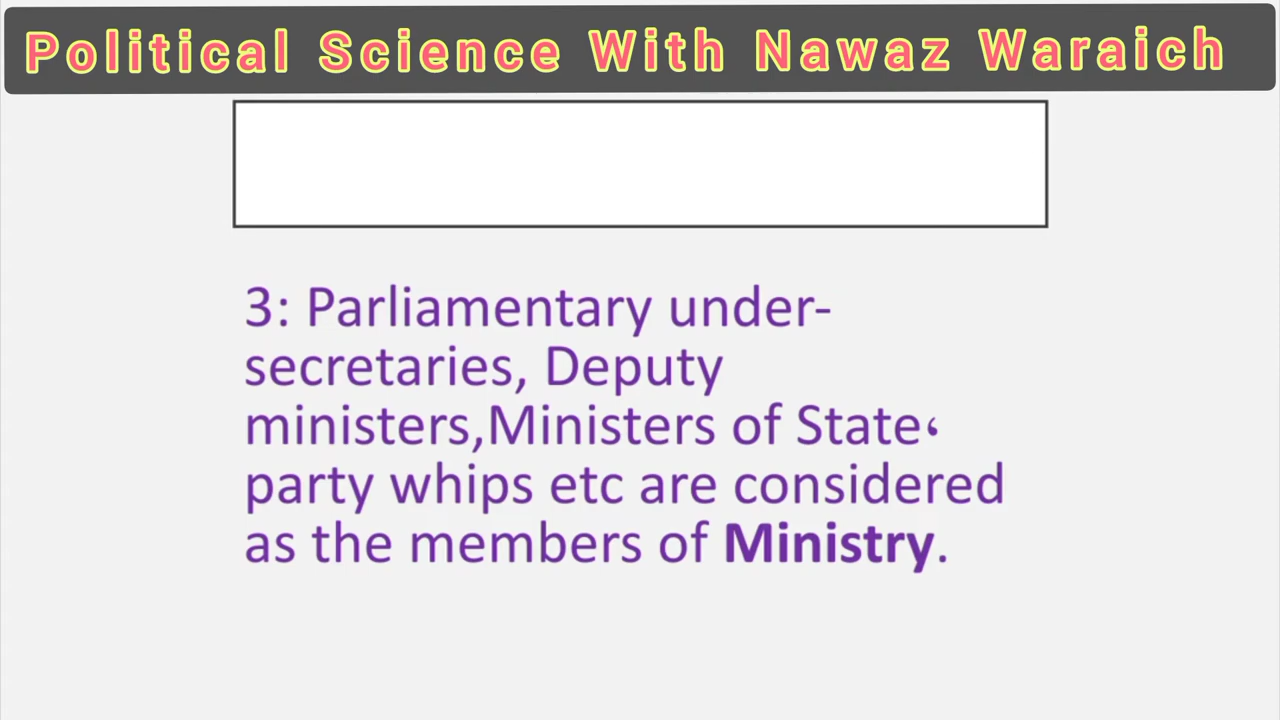 Political Science With Nawaz Waraich
3: Parliamentary under-
secretaries, Deputy
ministers,Ministers of State،
party whips etc are considered
as the members of Ministry.